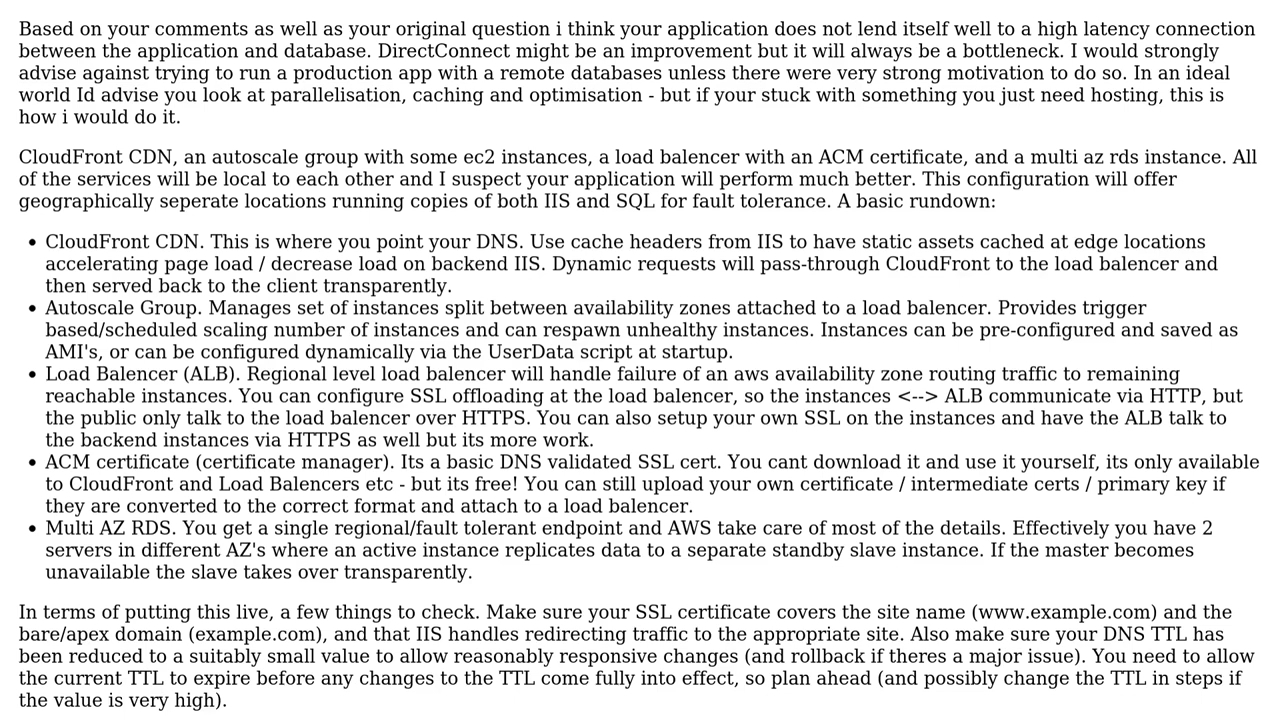 Based on your comments as well as your original question i think your application does not lend itself well to a high latency connection
between the application and database. DirectConnect might be an improvement but it will always be a bottleneck. I would strongly
advise against trying to run a production app with a remote databases unless there were very strong motivation to do so. In an ideal
world Id advise you look at parallelisation, caching and optimisation - but if your stuck with something you just need hosting, this is
how i would do it.
CloudFront CDN, an autoscale group with some ec2 instances, a load balencer with an ACM certificate, and a multi az rds instance. All
of the services will be local to each other and I suspect your application will perform much better. This configuration will offer
geographically seperate locations running copies of both IIS and SQL for fault tolerance. A basic rundown:
• CloudFront CDN. This is where you point your DNS. Use cache headers from IIS to have static assets cached at edge locations
accelerating page load / decrease load on backend IIS. Dynamic requests will pass-through CloudFront to the load balencer and
then served back to the client transparently.
• Autoscale Group. Manages set of instances split between availability zones attached to a load balencer. Provides trigger
based/scheduled scaling number of instances and can respawn unhealthy instances. Instances can be pre-configured and saved as
AMI's, or can be configured dynamically via the UserData script at startup.
• Load Balencer (ALB). Regional level load balencer will handle failure of an aws availability zone routing traffic to remaining
reachable instances. You can configure SSL offloading at the load balencer, so the instances <--> ALB communicate via HTTP, but
the public only talk to the load balencer over HTTPS. You can also setup your own SSL on the instances and have the ALB talk to
the backend instances via HTTPS as well but its more work.
• ACM certificate (certificate manager). Its a basic DNS validated SSL cert. You cant download it and use it yourself, its only available
to CloudFront and Load Balencers etc - but its free! You can still upload your own certificate / intermediate certs / primary key if
they are converted to the correct format and attach to a load balencer.
• Multi AZ RDS. You get a single regional/fault tolerant endpoint and AWS take care of most of the details. Effectively you have 2
servers in different AZ's where an active instance replicates data to a separate standby slave instance. If the master becomes
unavailable the slave takes over transparently.
In terms of putting this live, a few things to check. Make sure your SSL certificate covers the site name (www.example.com) and the
bare/apex domain (example.com), and that IIS handles redirecting traffic to the appropriate site. Also make sure your DNS TTL has
been reduced to a suitably small value to allow reasonably responsive changes (and rollback if theres a major issue). You need to allow
the current TTL to expire before any changes to the TTL come fully into effect, so plan ahead (and possibly change the TTL in steps if
the value is very high).